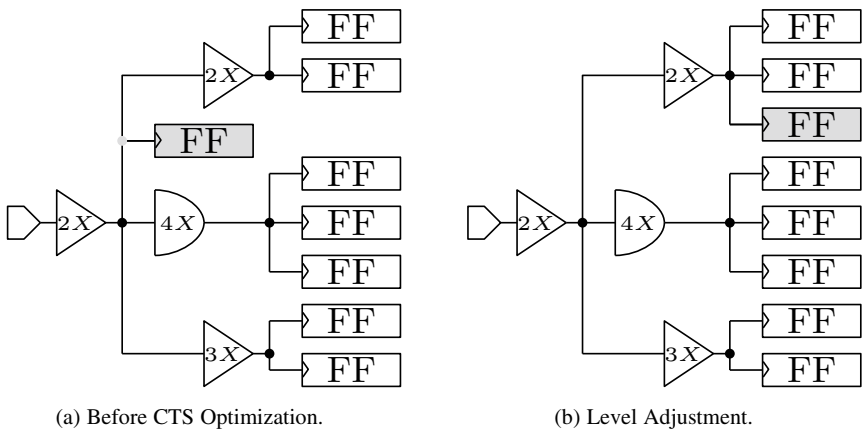 FF
2X FF
FF
FF
2X 4X FF
FF
FF
3X FF
(a) Before CTS Optimization.
FF
2X FF
FF
FF
2X 4X FF
FF
FF
3X FF
(b) Level Adjustment.